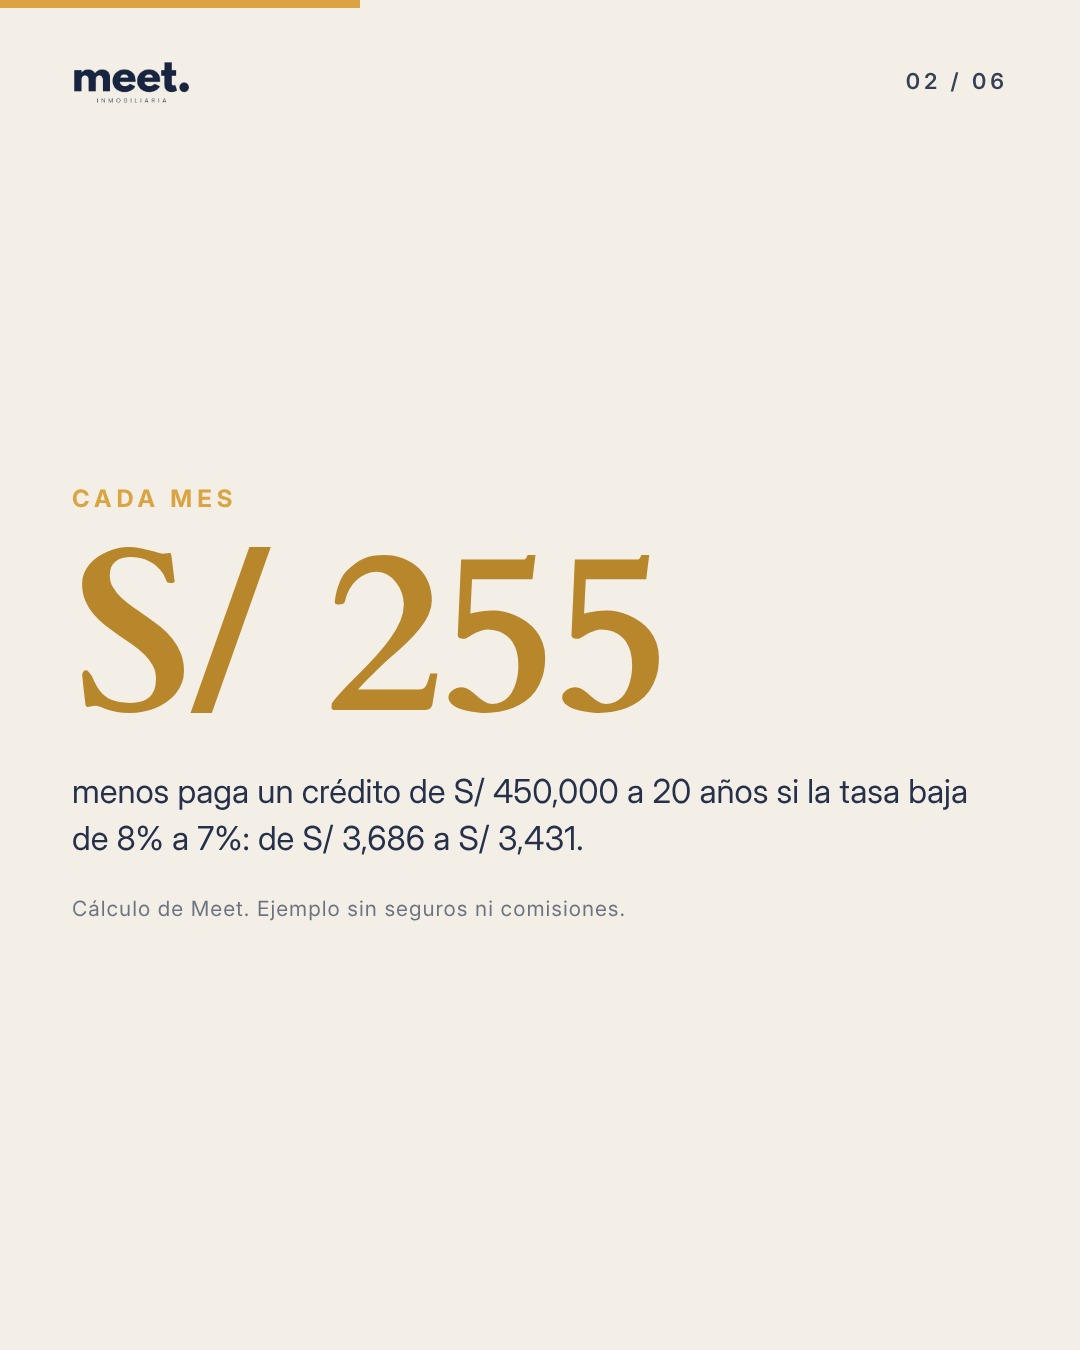 meet.
INMOBILIARIA
02 / 06
CADA MES
S/ 255
menos paga un crédito de S/ 450,000 a 20 años si la tasa baja
de 8% a 7%: de S/ 3,686 a S/ 3,431.
Cálculo de Meet. Ejemplo sin seguros ni comisiones.